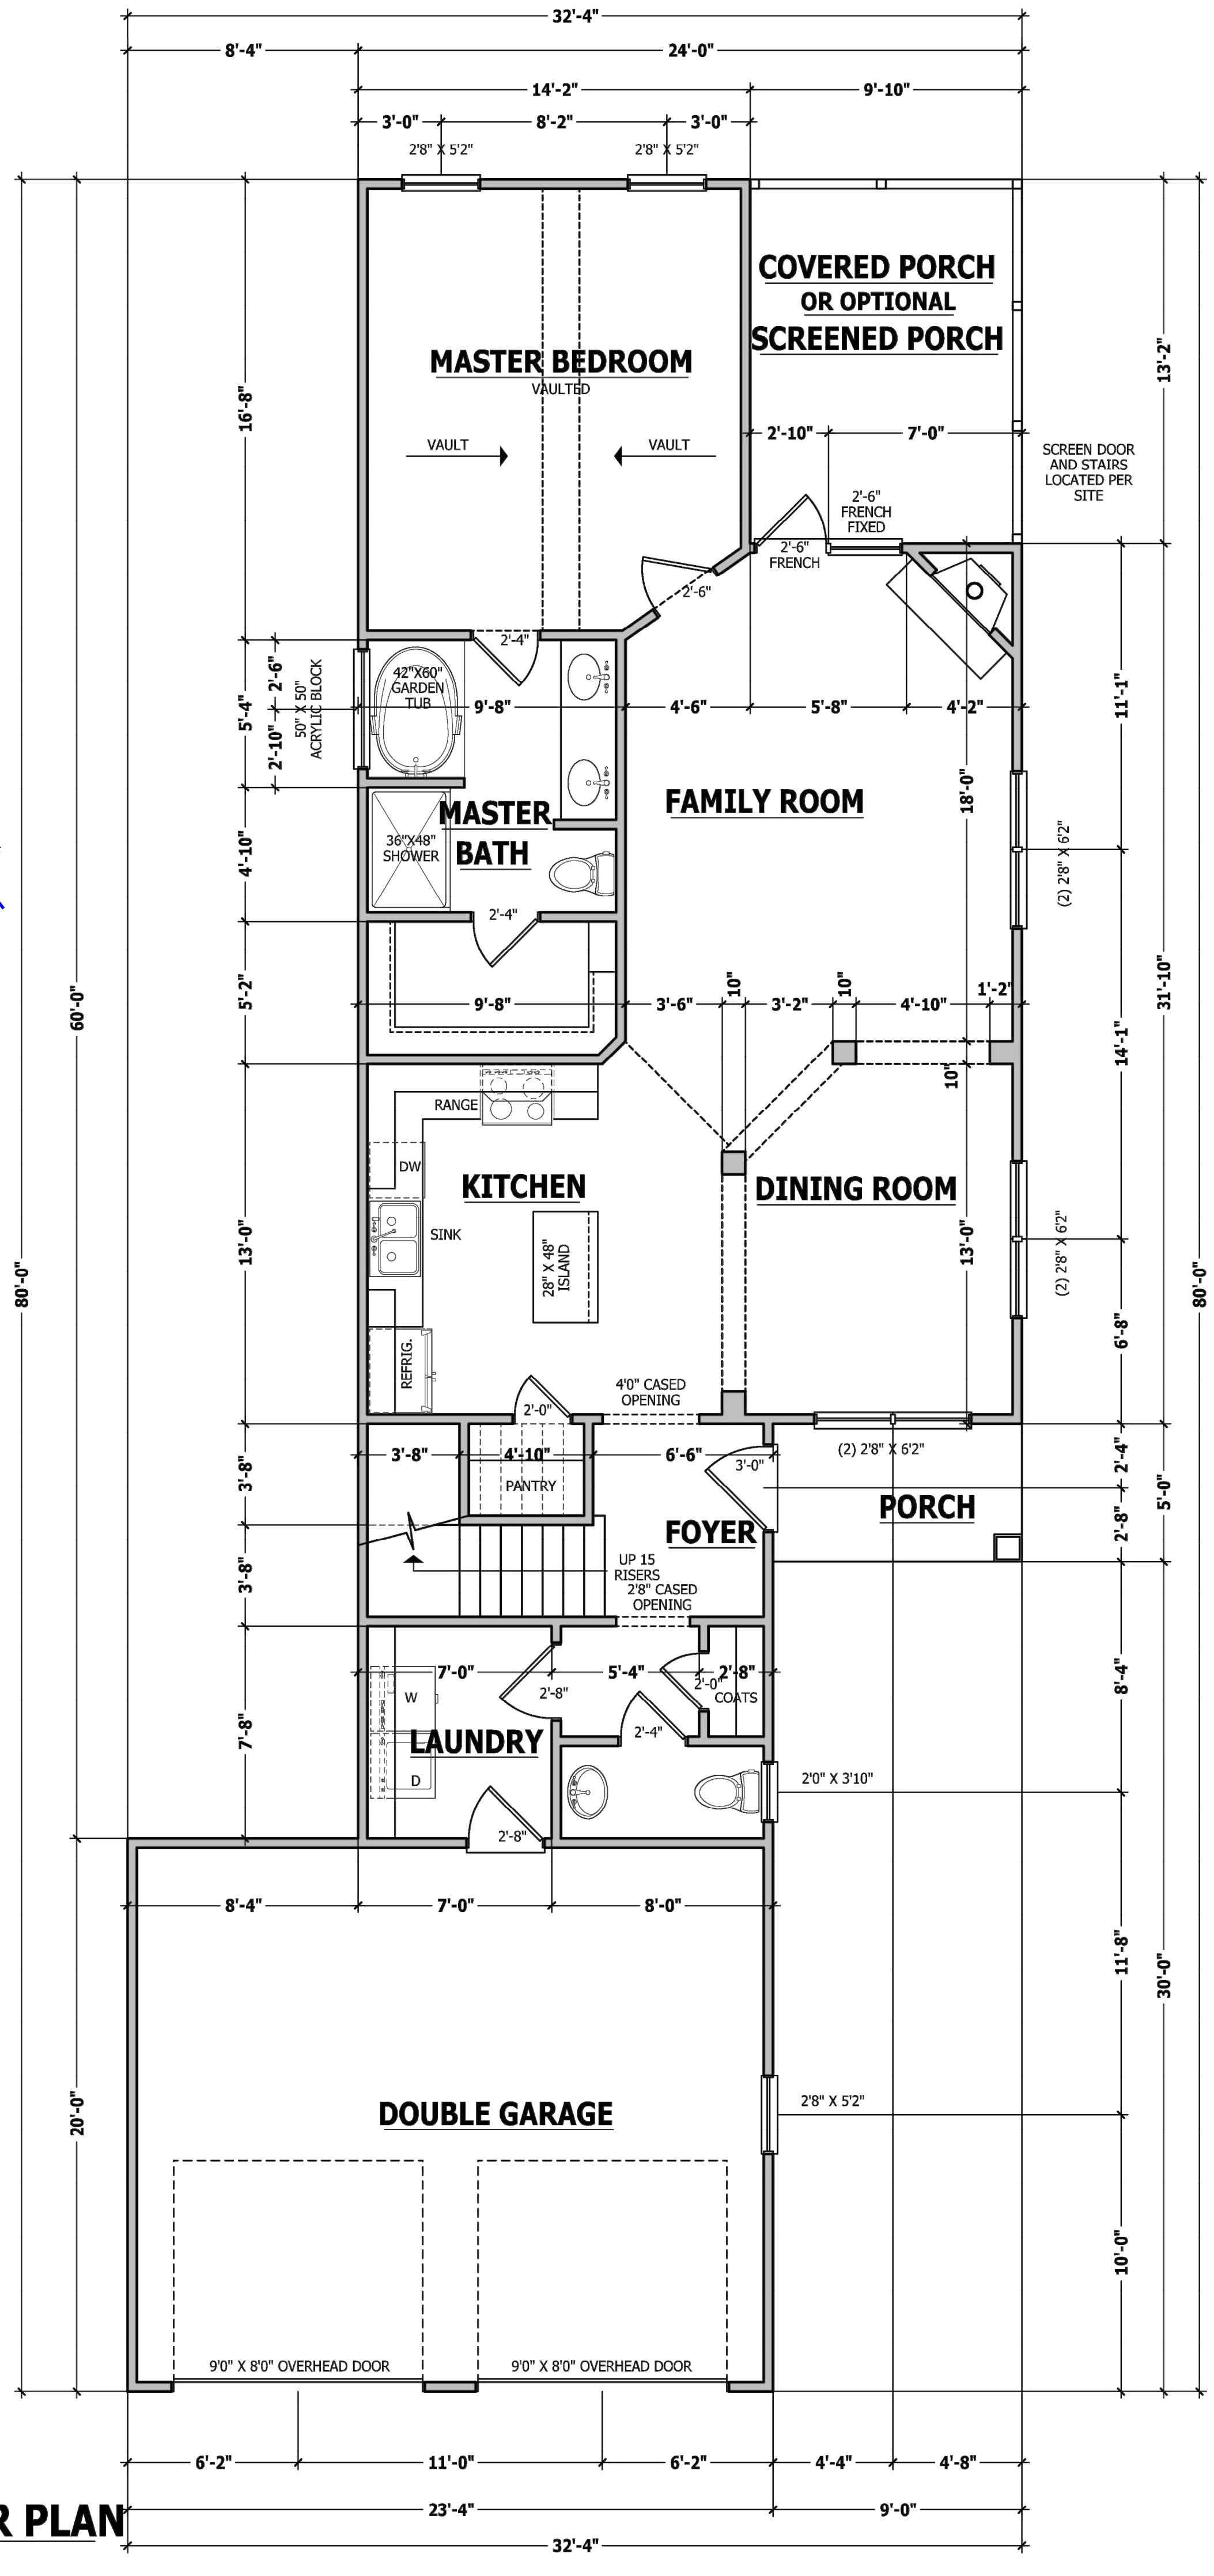 32'-4"
8'-4" 24'-0"
14'-2" 9'-10"
3'-0" 8'-2" 3'-0"
2'8" X 5'2" 2'8" X 5'2"
COVERED PORCH
OR OPTIONAL
SCREENED PORCH
MASTER BEDROOM
VAULTED
VAULT VAULT
16'-8"
13'-2"
2'-10" 7'-0"
SCREEN DOOR
AND STAIRS
LOCATED PER
SITE
2'-6"
FRENCH
FIXED
2'-6"
FRENCH
2'-6"
2'-4"
42"X60"
GARDEN
TUB
2'-6"
2'-10"
50" X 50"
ACRYLIC BLOCK
5'-4"
9'-8" 4'-6" 5'-8" 4'-2"
11'-1"
18'-0"
FAMILY ROOM
MASTER
BATH
36"X48"
SHOWER
4'-10"
(2) 2'8" X 6'2"
2'-4"
5'-2"
9'-8" 3'-6" 10" 3'-2" 10" 4'-10" 1'-2"
10"
60'-0"
31'-10"
14'-1"
RANGE
DW
KITCHEN
DINING ROOM
SINK
28" X 48"
ISLAND
13'-0"
13'-0"
(2) 2'8" X 6'2"
80'-0"
80'-0"
6'-8"
REFRIG.
4'0" CASED
OPENING
2'-0"
3'-8" 4'-10" 6'-6"
(2) 2'8" X 6'2"
3'-0"
2'-4"
3'-8"
PANTRY
PORCH
5'-0"
2'-8"
FOYER
UP 15
RISERS
3'-8"
2'8" CASED
OPENING
7'-0" 5'-4" 2'-8"
2'-0"
COATS
2'-8"
W
8'-4"
2'-4"
LAUNDRY
7'-8"
D
2'0" X 3'10"
2'-8"
8'-4" 7'-0" 8'-0"
11'-8"
30'-0"
20'-0"
2'8" X 5'2"
DOUBLE GARAGE
10'-0"
9'0" X 8'0" OVERHEAD DOOR 9'0" X 8'0" OVERHEAD DOOR
6'-2" 11'-0" 6'-2" 4'-4" 4'-8"
23'-4" 9'-0"
R PLAN
32'-4"